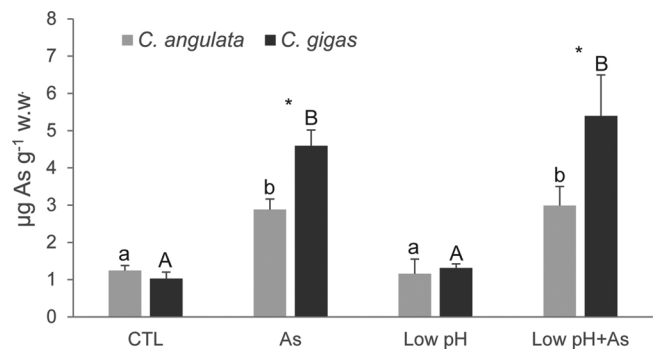 8
C. angulata C. gigas
7
* B
6
B
5
*
4
b b
3
2
a A a A
1
0
µg As g-1 w.w.
CTL As Low pH Low pH+As